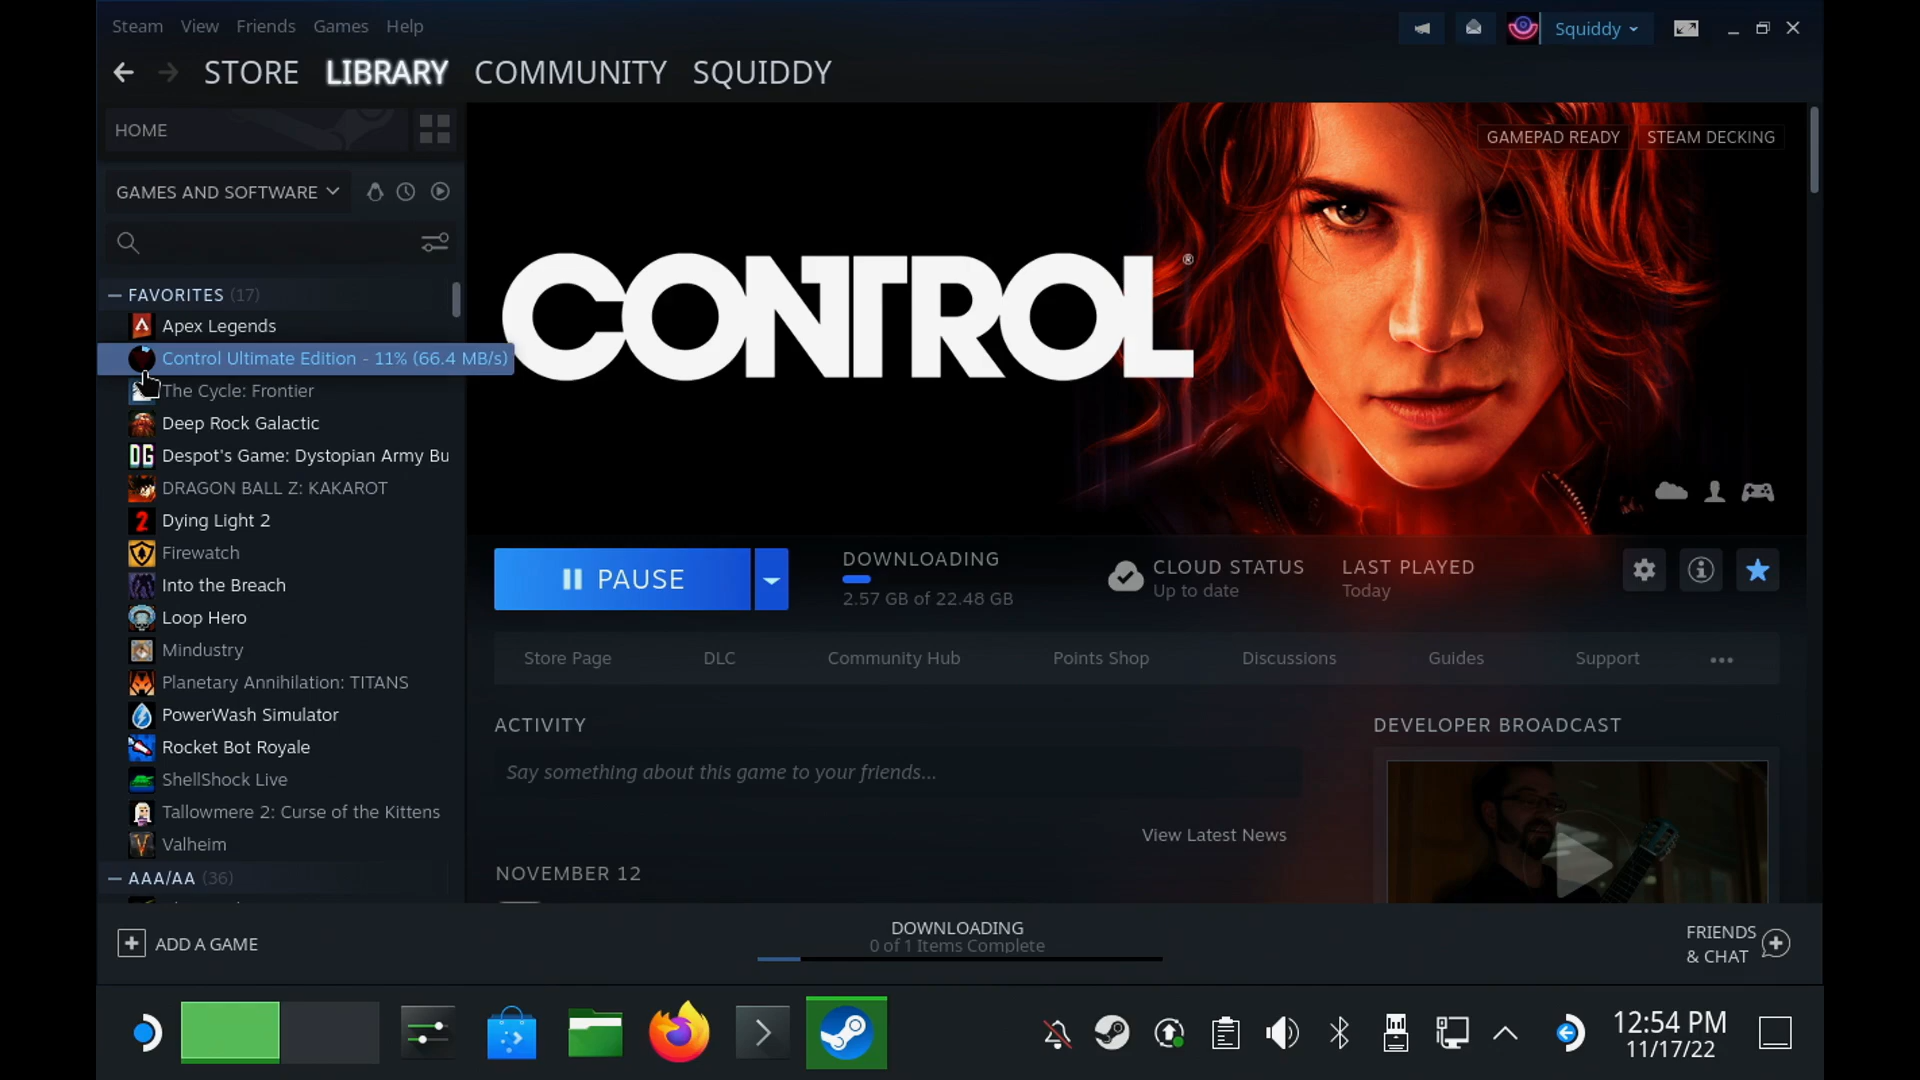 Steam View Friends Games Help
Squiddy
STORE LIBRARY COMMUNITY SQUIDDY
HOME
GAMES AND SOFTWARE
FAVORITES (17)
Apex Legends
Control Ultimate Edition - 11% (66.4 MB/s)
The Cycle: Frontier
Deep Rock Galactic
DG Despot's Game: Dystopian Army Bu
DRAGON BALL Z: KAKAROT
2 Dying Light 2
Firewatch
Into the Breach
Loop Hero
Mindustry
Planetary Annihilation: TITANS
PowerWash Simulator
Rocket Bot Royale
ShellShock Live
Tallowmere 2: Curse of the Kittens
Valheim
AAA/AA (36)
GAMEPAD READY STEAM DECKING
CONTROL®
PAUSE
DOWNLOADING
2.57 GB of 22.48 GB
CLOUD STATUS
Up to date
LAST PLAYED
Today
Store Page DLC Community Hub Points Shop Discussions Guides Support
ACTIVITY
Say something about this game to your friends...
View Latest News
NOVEMBER 12
DEVELOPER BROADCAST
ADD A GAME
DOWNLOADING
0 of 1 Items Complete
FRIENDS
& CHAT
12:54 PM
11/17/22